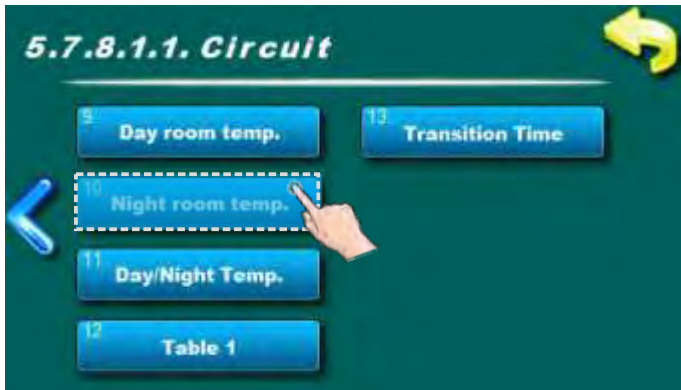 5.7.8.1.1. Circuit
9
Day room temp.
10
Night room temp.
11
Day/Night Temp.
12
Table 1
13
Transition Time